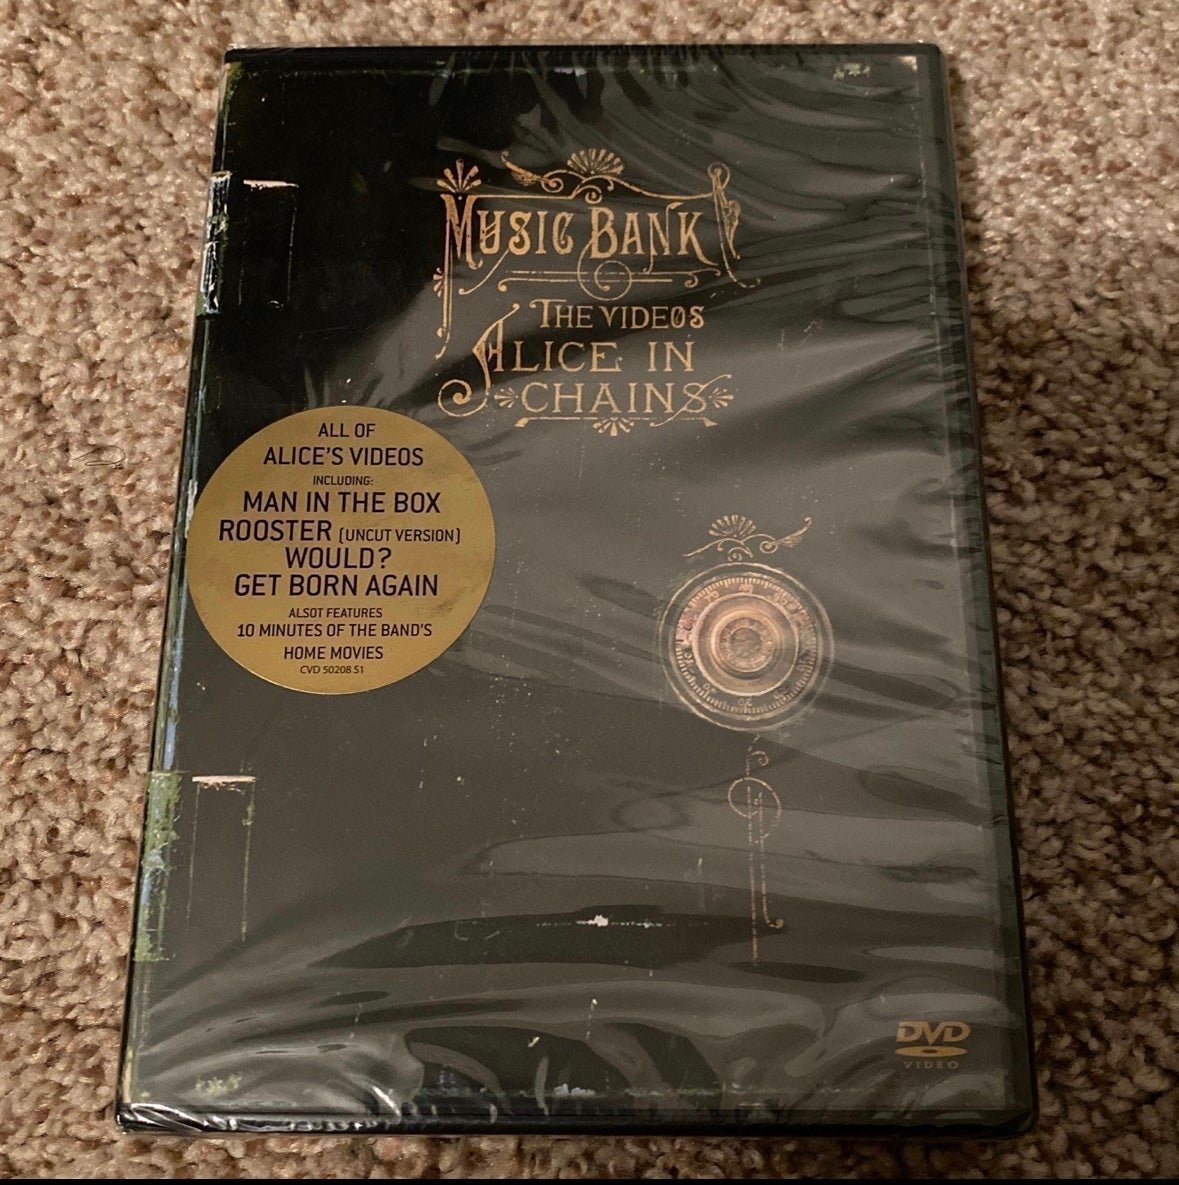 MUSIC BANK
THE VIDEOS
ALICE IN
CHAINS
ALL OF
ALICE'S VIDEOS
INCLUDING:
MAN IN THE BOX
ROOSTER (UNCUT VERSION)
WOULD?
GET BORN AGAIN
ALSOT FEATURES
10 MINUTES OF THE BAND'S
HOME MOVIES
CVD 50208 S1
DVD
VIDEO